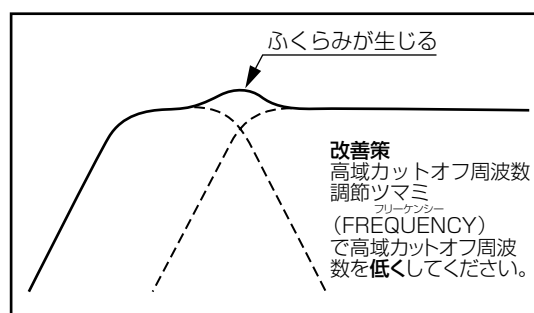 ふくらみが生じる
改善策
高域カットオフ周波数
調節ツマミ
フリーケンシー
（FREQUENCY）
で高域カットオフ周波
数を低くしてください。